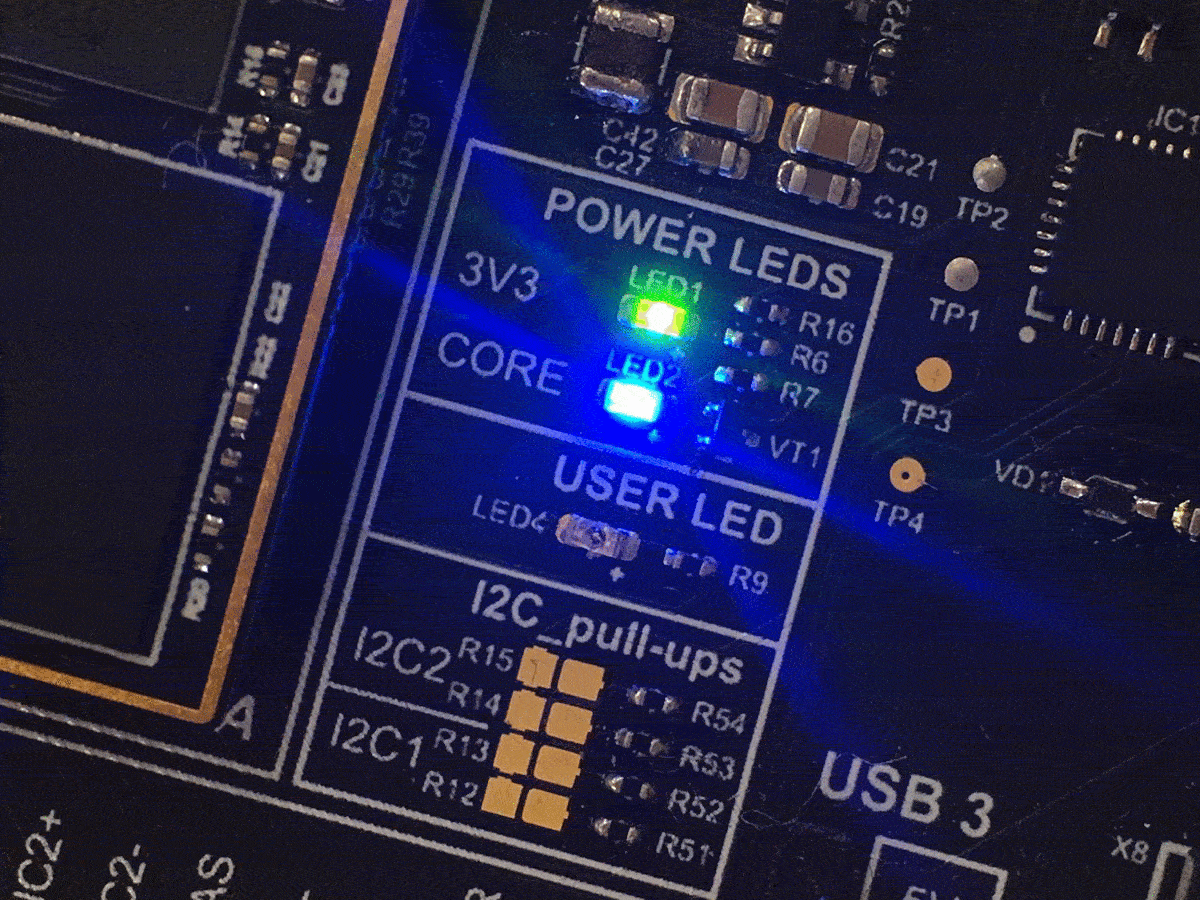 R29 R39
C42
C27
C21
C19
IC1
TP2
TP1
TP3
TP4
POWER LEDS
3V3
LED1
R16
R6
CORE
LED2
R7
VT1
USER LED
LED4
R9
I2C_pull-ups
I2C2
R15
R14
R54
I2C1
R13
R53
R12
R52
R51
A
USB 3
X8